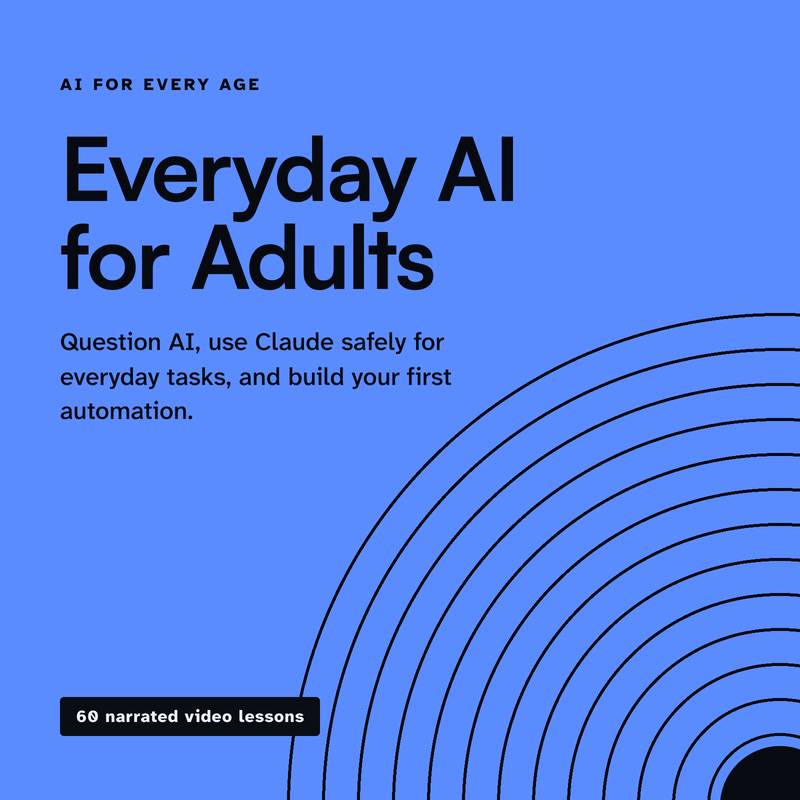 AI FOR EVERY AGE
Everyday AI
for Adults
Question AI, use Claude safely for
everyday tasks, and build your first
automation.
60 narrated video lessons